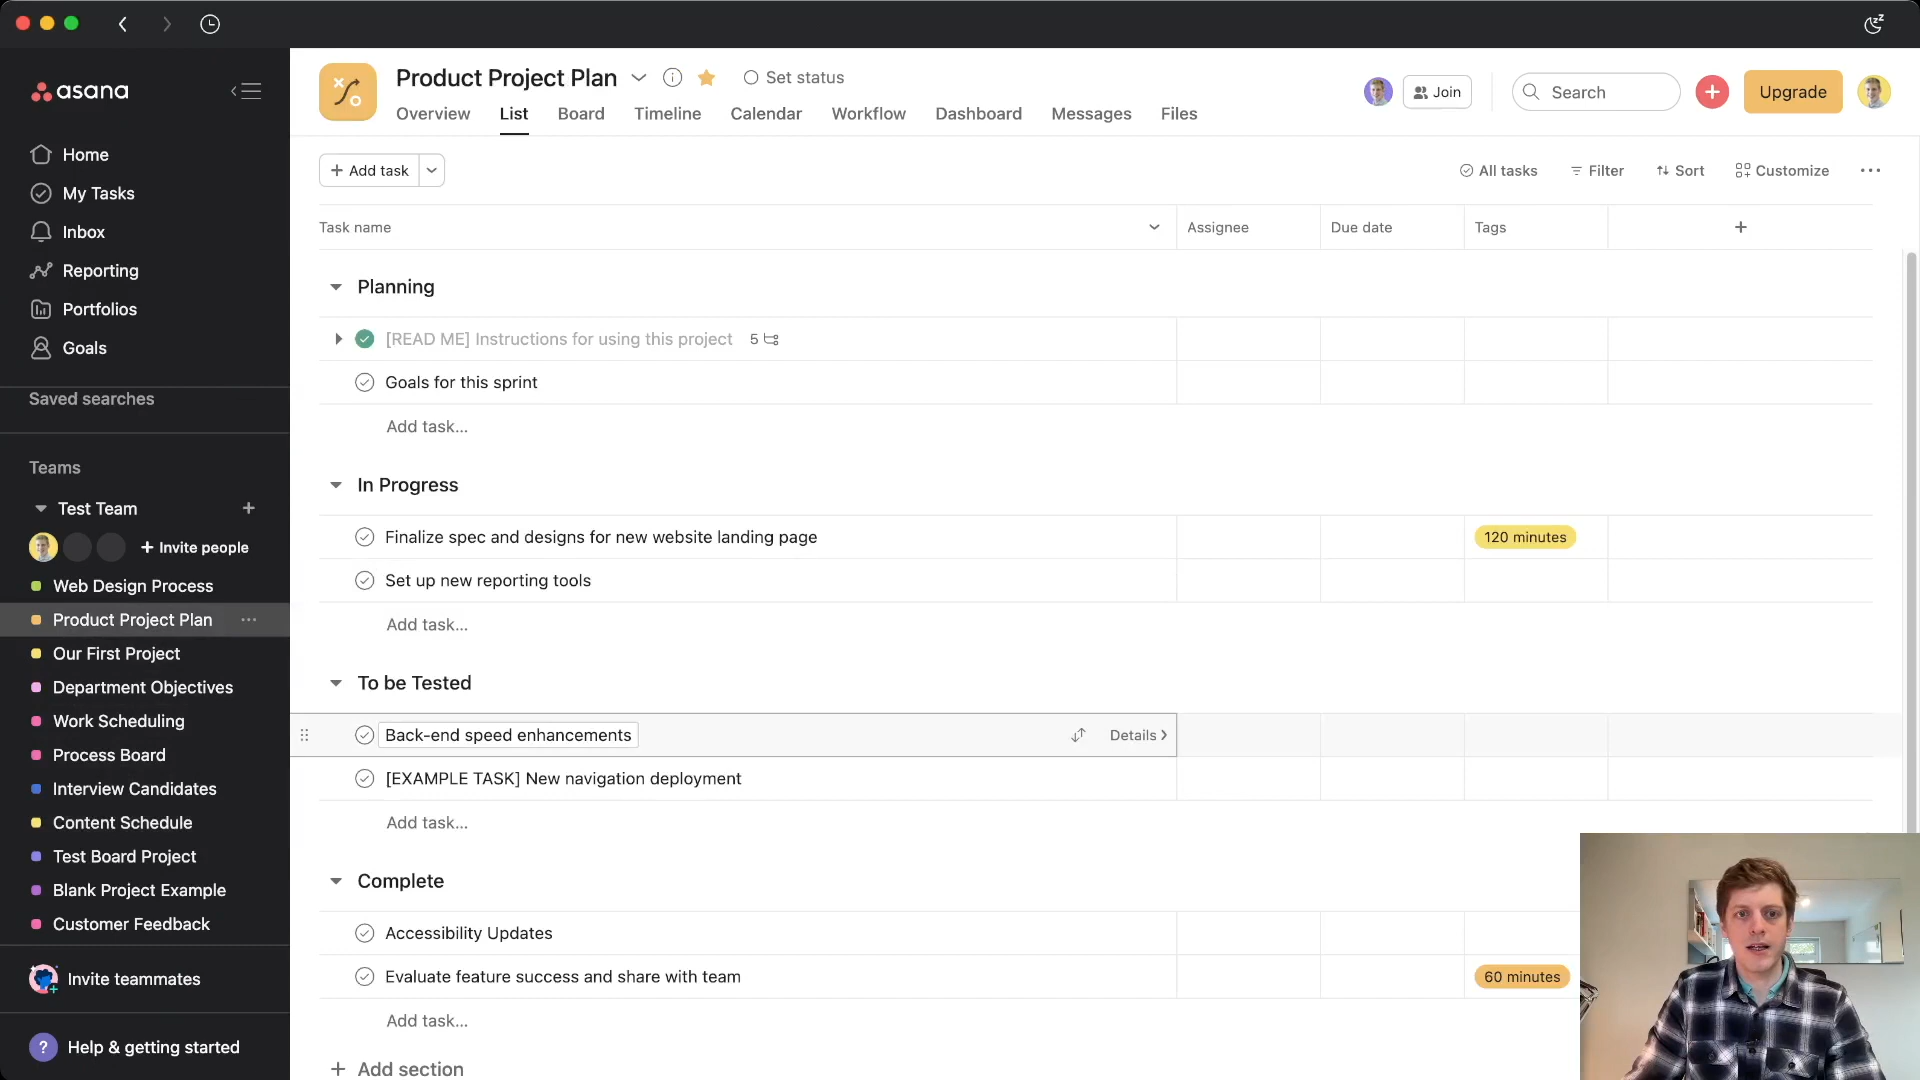 asana
Home
My Tasks
Inbox
Reporting
Portfolios
Goals
Saved searches
Teams
Test Team
Invite people
Web Design Process
Product Project Plan
Our First Project
Department Objectives
Work Scheduling
Process Board
Interview Candidates
Content Schedule
Test Board Project
Blank Project Example
Customer Feedback
Invite teammates
? Help & getting started
Product Project Plan
Set status
Join
Search
Upgrade
Overview List Board Timeline Calendar Workflow Dashboard Messages Files
+ Add task
All tasks Filter Sort Customize
Task name Assignee Due date Tags +
Planning
[READ ME] Instructions for using this project 5
Goals for this sprint
Add task...
In Progress
Finalize spec and designs for new website landing page 120 minutes
Set up new reporting tools
Add task...
To be Tested
Back-end speed enhancements Details
[EXAMPLE TASK] New navigation deployment
Add task...
Complete
Accessibility Updates
Evaluate feature success and share with team 60 minutes
Add task...
+ Add section